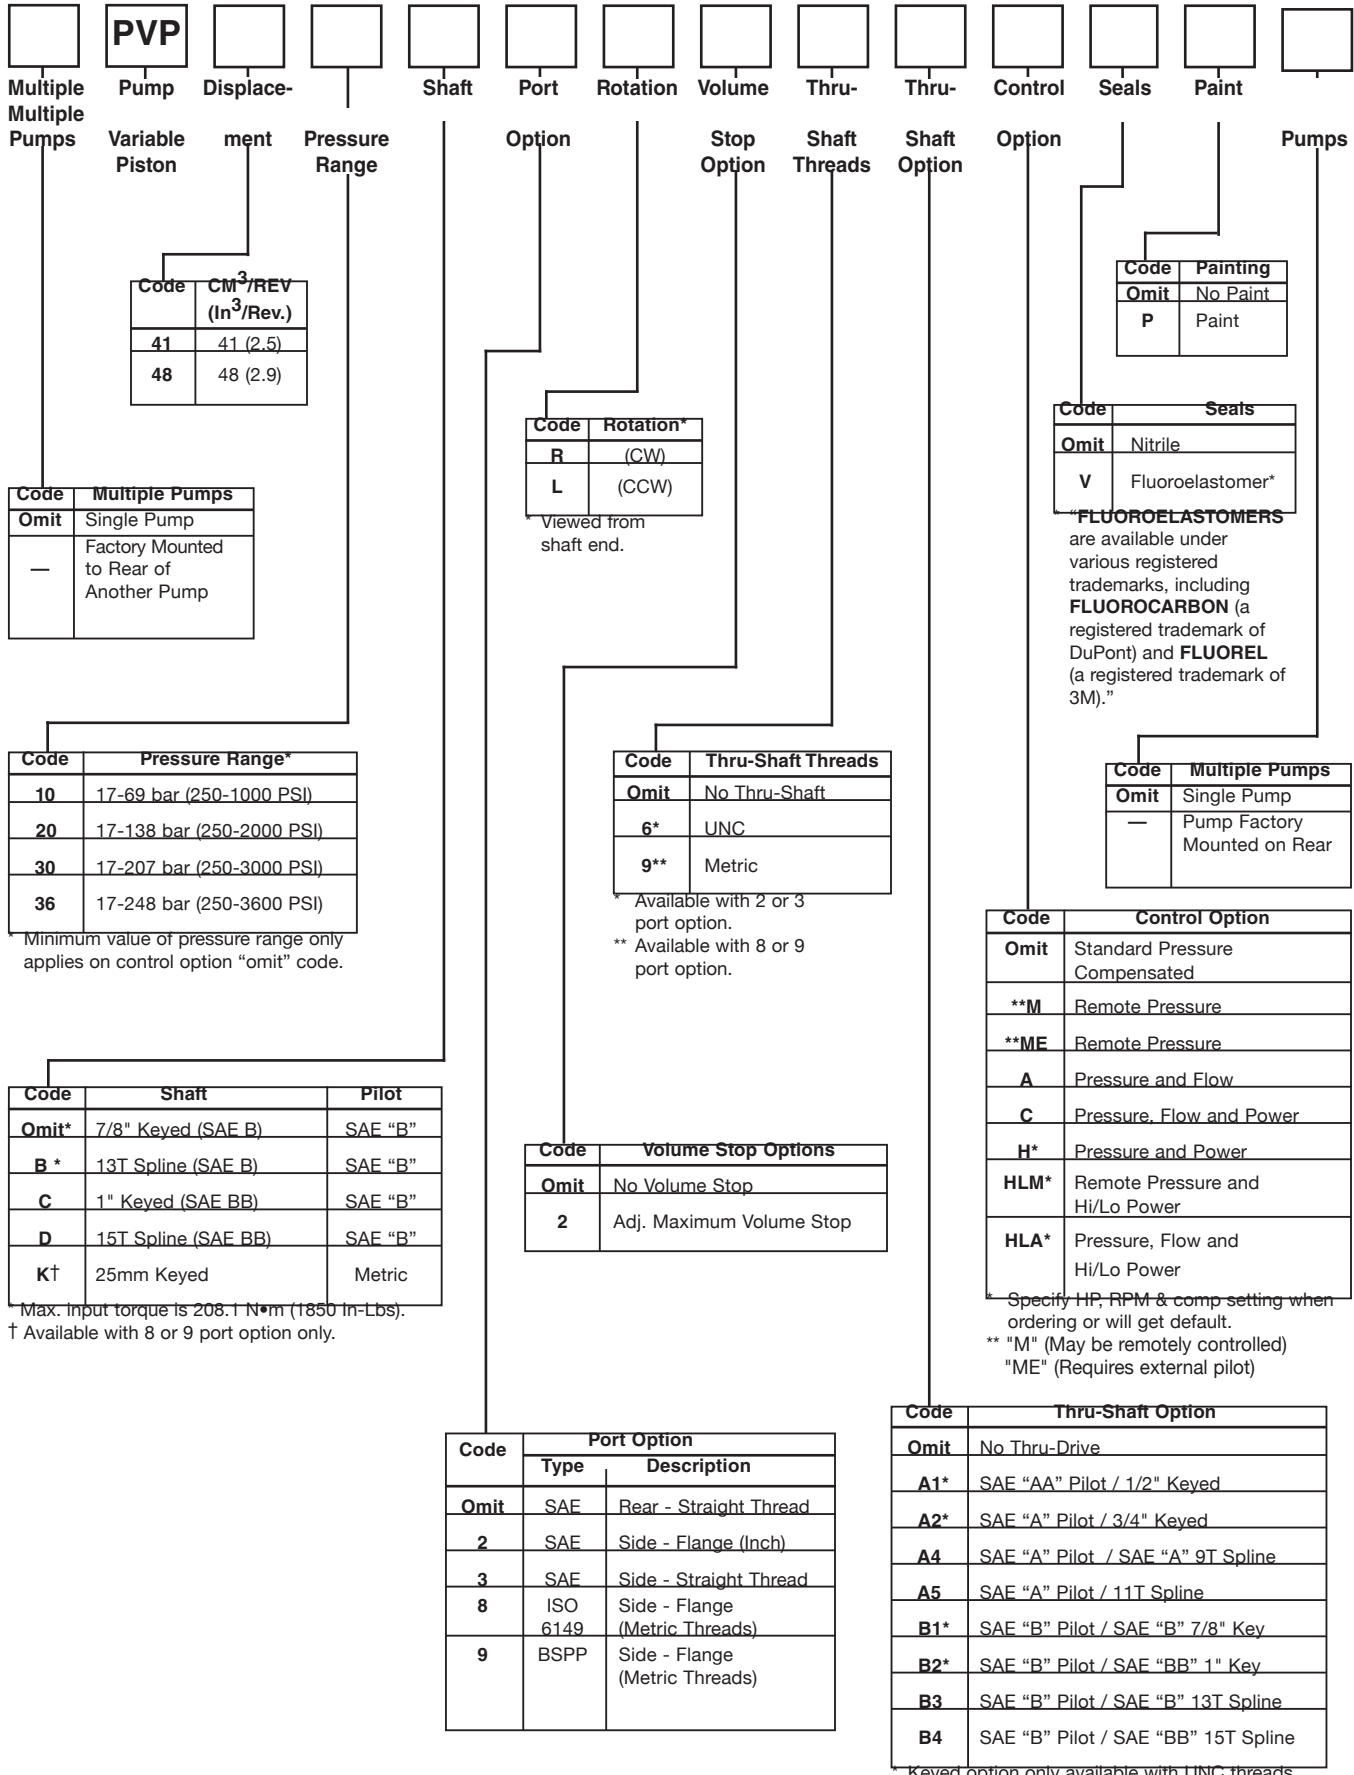 PVP
Multiple Pump Displace- Shaft Port Rotation Volume Thru- Thru- Control Seals Paint
Multiple
Pumps Variable ment Pressure Option Stop Shaft Shaft Option Pumps
Piston Range Option Threads Option
Code CM3/REV
(In3/Rev.)
41 41 (2.5)
48 48 (2.9)
Code Painting
Omit No Paint
P Paint
Code Rotation*
R (CW)
L (CCW)
* Viewed from
shaft end.
Code Seals
Omit Nitrile
V Fluoroelastomer*
* “FLUOROELASTOMERS
are available under
various registered
trademarks, including
FLUOROCARBON (a
registered trademark of
DuPont) and FLUOREL
(a registered trademark of
3M).”
Code Multiple Pumps
Omit Single Pump
— Factory Mounted
to Rear of
Another Pump
Code Pressure Range*
10 17-69 bar (250-1000 PSI)
20 17-138 bar (250-2000 PSI)
30 17-207 bar (250-3000 PSI)
36 17-248 bar (250-3600 PSI)
* Minimum value of pressure range only
applies on control option “omit” code.
Code Thru-Shaft Threads
Omit No Thru-Shaft
6* UNC
9** Metric
* Available with 2 or 3
port option.
** Available with 8 or 9
port option.
Code Multiple Pumps
Omit Single Pump
— Pump Factory
Mounted on Rear
Code Control Option
Omit Standard Pressure
Compensated
**M Remote Pressure
**ME Remote Pressure
A Pressure and Flow
C Pressure, Flow and Power
H* Pressure and Power
HLM* Remote Pressure and
Hi/Lo Power
HLA* Pressure, Flow and
Hi/Lo Power
* Specify HP, RPM & comp setting when
ordering or will get default.
** "M" (May be remotely controlled)
"ME" (Requires external pilot)
Code Shaft Pilot
Omit* 7/8" Keyed (SAE B) SAE “B”
B * 13T Spline (SAE B) SAE “B”
C 1" Keyed (SAE BB) SAE “B”
D 15T Spline (SAE BB) SAE “B”
K† 25mm Keyed Metric
* Max. input torque is 208.1 N•m (1850 In-Lbs).
† Available with 8 or 9 port option only.
Code Volume Stop Options
Omit No Volume Stop
2 Adj. Maximum Volume Stop
Code Port Option
Type Description
Omit SAE Rear - Straight Thread
2 SAE Side - Flange (Inch)
3 SAE Side - Straight Thread
8 ISO Side - Flange
6149 (Metric Threads)
9 BSPP Side - Flange
(Metric Threads)
Code Thru-Shaft Option
Omit No Thru-Drive
A1* SAE “AA” Pilot / 1/2" Keyed
A2* SAE “A” Pilot / 3/4" Keyed
A4 SAE “A” Pilot / SAE “A” 9T Spline
A5 SAE “A” Pilot / 11T Spline
B1* SAE “B” Pilot / SAE “B” 7/8" Key
B2* SAE “B” Pilot / SAE “BB” 1" Key
B3 SAE “B” Pilot / SAE “B” 13T Spline
B4 SAE “B” Pilot / SAE “BB” 15T Spline
* Keyed option only available with UNC threads